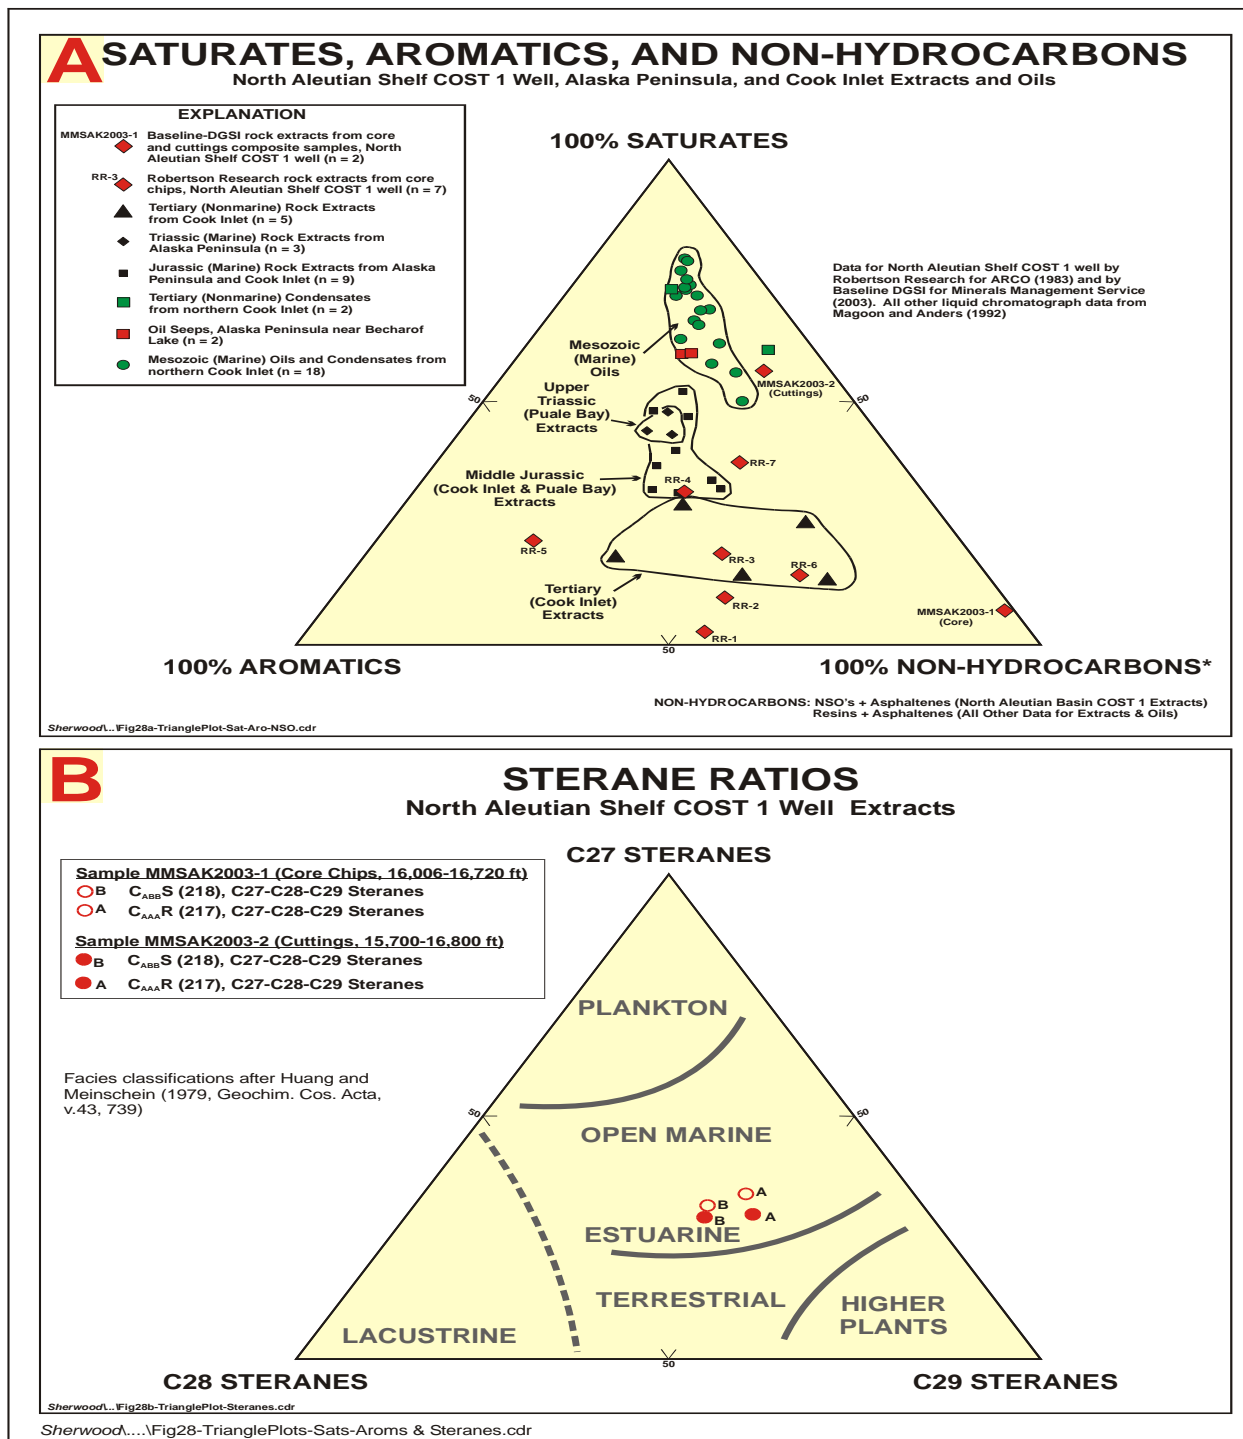 A
SATURATES, AROMATICS, AND NON-HYDROCARBONS
North Aleutian Shelf COST 1 Well, Alaska Peninsula, and Cook Inlet Extracts and Oils
EXPLANATION
MMSAK2003-1
Baseline-DGSI rock extracts from core
and cuttings composite samples, North
Aleutian Shelf COST 1 well (n = 2)
RR-3
Robertson Research rock extracts from core
chips, North Aleutian Shelf COST 1 well (n = 7)
Tertiary (Nonmarine) Rock Extracts
from Cook Inlet (n = 5)
Triassic (Marine) Rock Extracts from
Alaska Peninsula (n = 3)
Jurassic (Marine) Rock Extracts from Alaska
Peninsula and Cook Inlet (n = 9)
Tertiary (Nonmarine) Condensates
from northern Cook Inlet (n = 2)
Oil Seeps, Alaska Peninsula near Becharof
Lake (n = 2)
Mesozoic (Marine) Oils and Condensates from
northern Cook Inlet (n = 18)
100% SATURATES
Data for North Aleutian Shelf COST 1 well by
Robertson Research for ARCO (1983) and by
Baseline DGSI for Minerals Management Service
(2003). All other liquid chromatograph data from
Magoon and Anders (1992)
Mesozoic
(Marine)
Oils
MMSAK2003-2
(Cuttings)
Upper
Triassic
(Puale Bay)
Extracts
50
50
RR-7
Middle Jurassic
(Cook Inlet & Puale Bay)
Extracts
RR-4
RR-5
RR-3
RR-6
Tertiary
(Cook Inlet)
Extracts
RR-2
MMSAK2003-1
(Core)
RR-1
50
100% AROMATICS
100% NON-HYDROCARBONS*
NON-HYDROCARBONS: NSO's + Asphaltenes (North Aleutian Basin COST 1 Extracts)
Resins + Asphaltenes (All Other Data for Extracts & Oils)
Sherwood\...\Fig28a-TrianglePlot-Sat-Aro-NSO.cdr
B
STERANE RATIOS
North Aleutian Shelf COST 1 Well Extracts
C27 STERANES
Sample MMSAK2003-1 (Core Chips, 16,006-16,720 ft)
B CABBS (218), C27-C28-C29 Steranes
A CAAAR (217), C27-C28-C29 Steranes
Sample MMSAK2003-2 (Cuttings, 15,700-16,800 ft)
B CABBS (218), C27-C28-C29 Steranes
A CAAAR (217), C27-C28-C29 Steranes
PLANKTON
Facies classifications after Huang and
Meinschein (1979, Geochim. Cos. Acta,
v.43, 739)
50
50
OPEN MARINE
A
B
B
A
ESTUARINE
TERRESTRIAL
HIGHER
PLANTS
LACUSTRINE
50
C28 STERANES
C29 STERANES
Sherwood\...\Fig28b-TrianglePlot-Steranes.cdr
Sherwood\....\Fig28-TrianglePlots-Sats-Aroms & Steranes.cdr